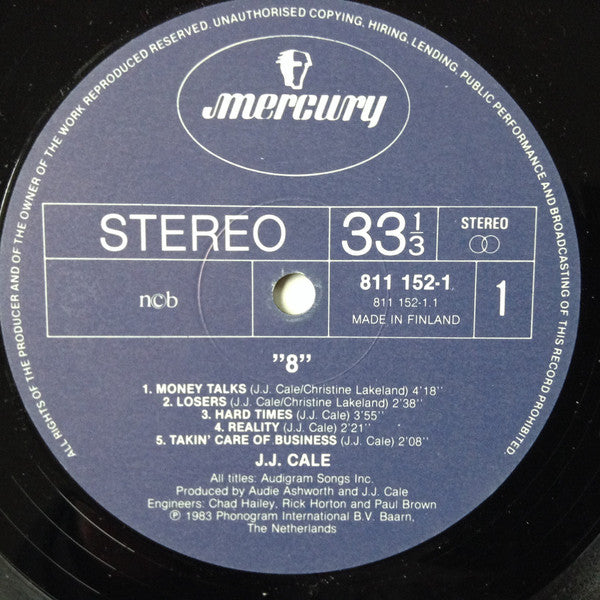 ALL RIGHTS OF THE PRODUCER AND OF THE OWNER OF THE WORK REPRODUCED RESERVED. UNAUTHORISED COPYING, HIRING, LENDING, PUBLIC PERFORMANCE AND BROADCASTING OF THIS RECORD PROHIBITED.
mercury
STEREO
33 1/3
STEREO
ncb
811 152-1
811 152-1.1
MADE IN FINLAND
1
"8"
1. MONEY TALKS (J.J. Cale/Christine Lakeland) 4'18''
2. LOSERS (J.J. Cale/Christine Lakeland) 2'38''
3. HARD TIMES (J.J. Cale) 3'55''
4. REALITY (J.J. Cale) 2'21''
5. TAKIN' CARE OF BUSINESS (J.J. Cale) 2'08''
J.J. CALE
All titles: Audigram Songs Inc.
Produced by Audie Ashworth and J.J. Cale
Engineers: Chad Hailey, Rick Horton and Paul Brown
℗ 1983 Phonogram International B.V. Baarn,
The Netherlands